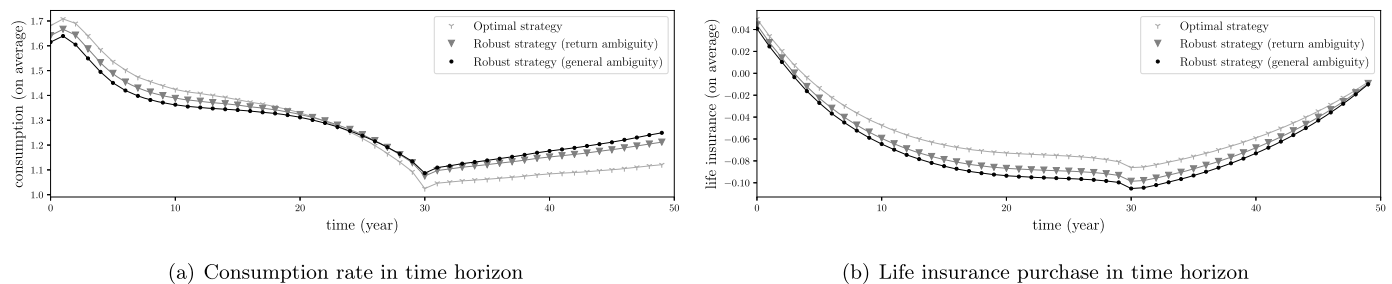 1.7
1.6
1.5
1.4
1.3
1.2
1.1
1.0
consumption (on average)
Optimal strategy
Robust strategy (return ambiguity)
Robust strategy (general ambiguity)
0 10 20 30 40 50
time (year)
(a) Consumption rate in time horizon
0.04
0.02
0.00
−0.02
−0.04
−0.06
−0.08
−0.10
life insurance (on average)
Optimal strategy
Robust strategy (return ambiguity)
Robust strategy (general ambiguity)
0 10 20 30 40 50
time (year)
(b) Life insurance purchase in time horizon